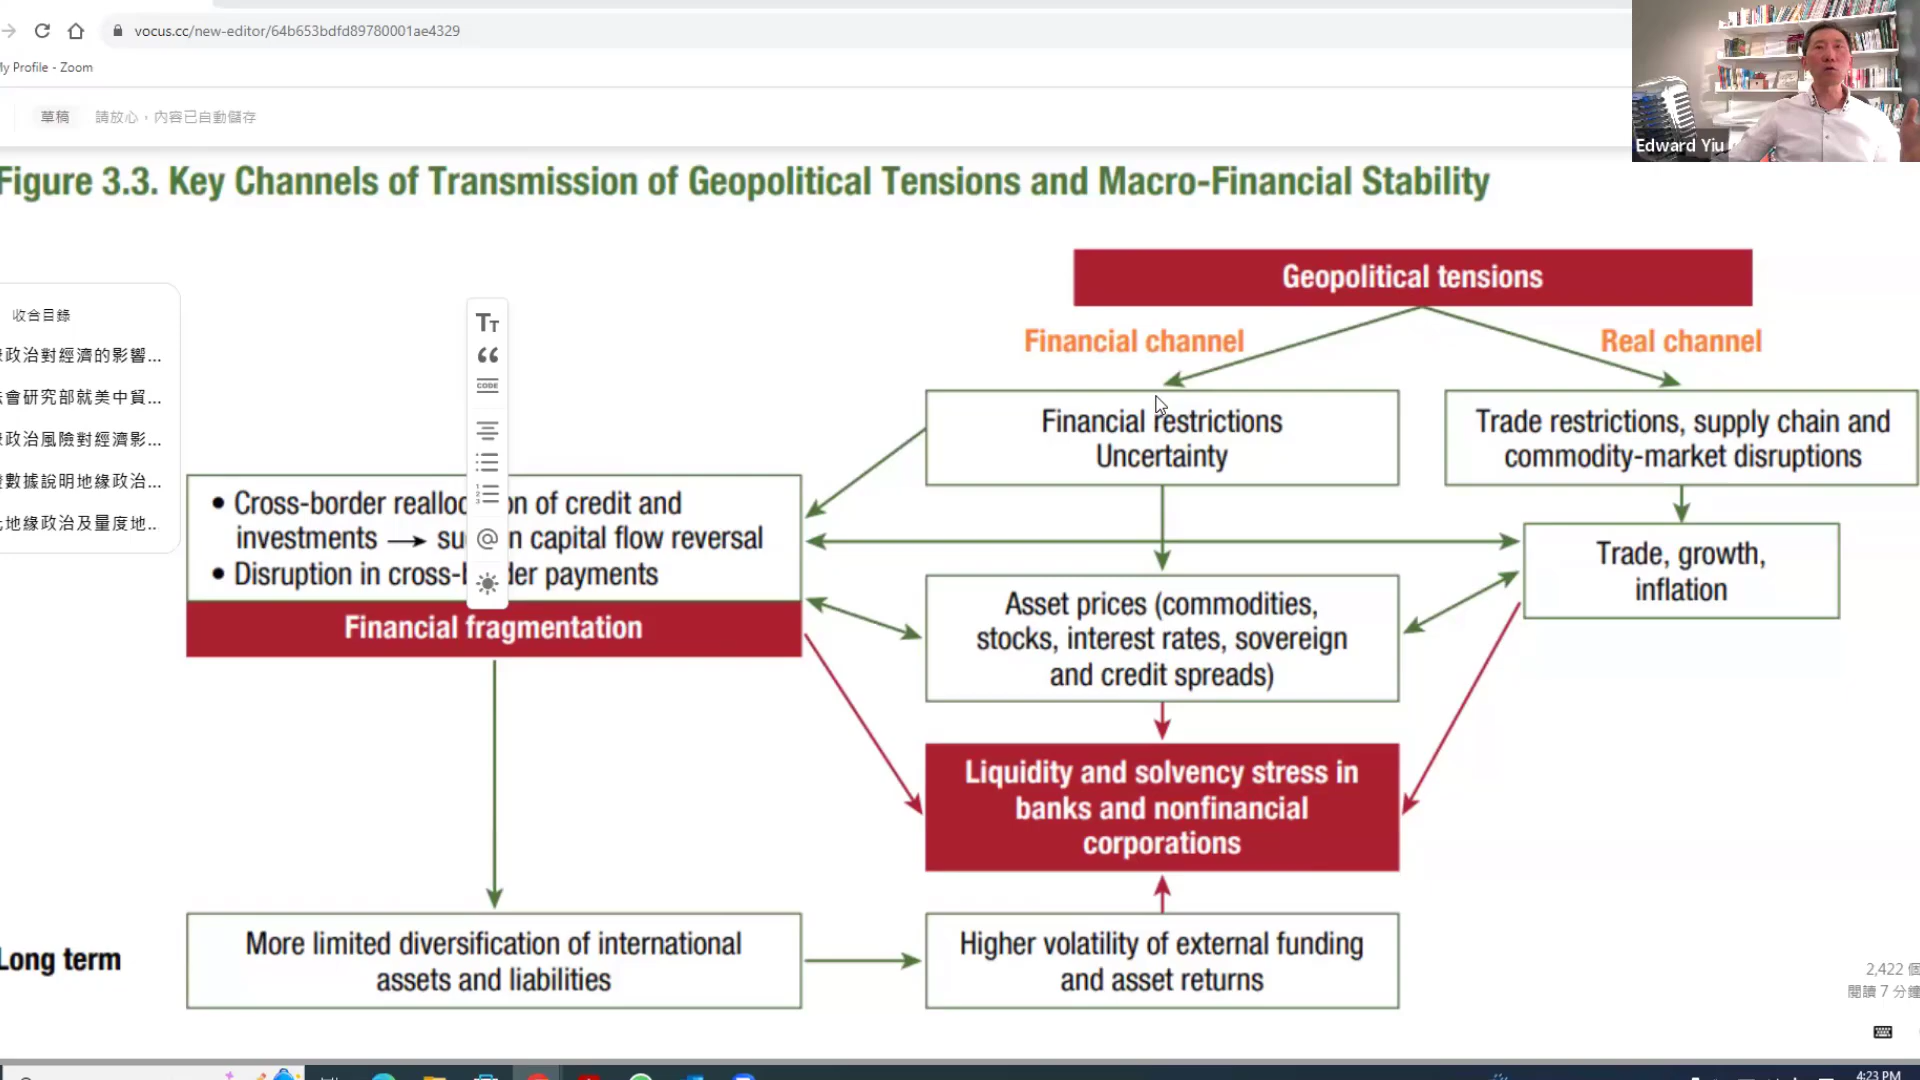 vocus.cc/new-editor/64b653bdfd89780001ae4329
My Profile - Zoom
草稿
請放心，內容已自動儲存
Edward Yiu
Figure 3.3. Key Channels of Transmission of Geopolitical Tensions and Macro-Financial Stability
收合目錄
政治對經濟的影響...
會研究部就美中貿...
政治風險對經濟影...
數據說明地緣政治...
地緣政治及量度地...
TT
CODE
Geopolitical tensions
Financial channel
Real channel
Financial restrictions
Uncertainty
Trade restrictions, supply chain and
commodity-market disruptions
• Cross-border realloc on of credit and
investments → su n capital flow reversal
• Disruption in cross-b der payments
Financial fragmentation
Trade, growth,
inflation
Asset prices (commodities,
stocks, interest rates, sovereign
and credit spreads)
Liquidity and solvency stress in
banks and nonfinancial
corporations
Long term
More limited diversification of international
assets and liabilities
Higher volatility of external funding
and asset returns
2,422 個
閱讀 7 分鐘
4:23 PM